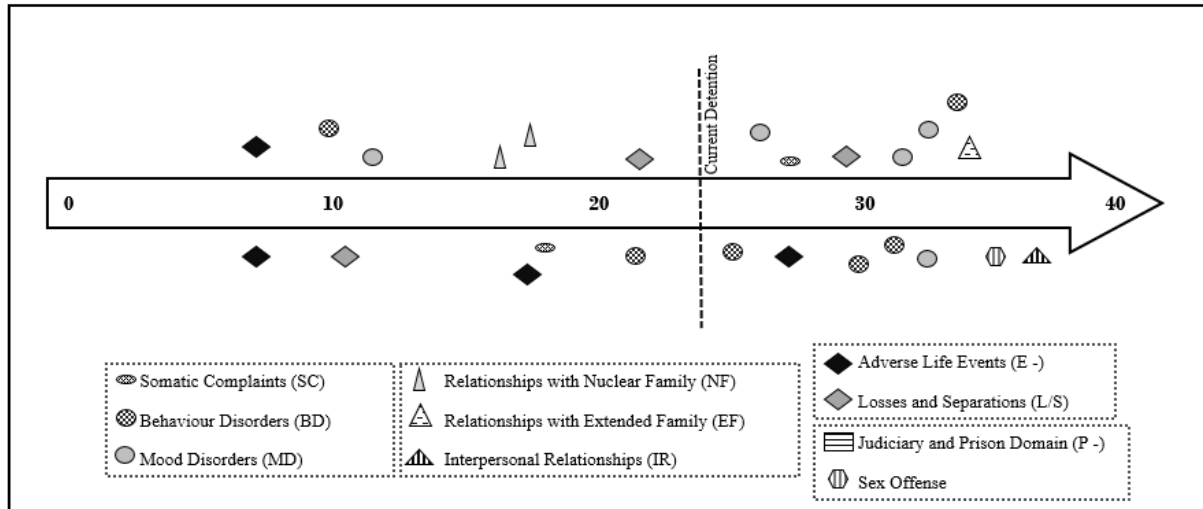 Current Detention
0 10 20 30 40
Somatic Complaints (SC)
Behaviour Disorders (BD)
Mood Disorders (MD)
Relationships with Nuclear Family (NF)
Relationships with Extended Family (EF)
Interpersonal Relationships (IR)
Adverse Life Events (E -)
Losses and Separations (L/S)
Judiciary and Prison Domain (P -)
Sex Offense